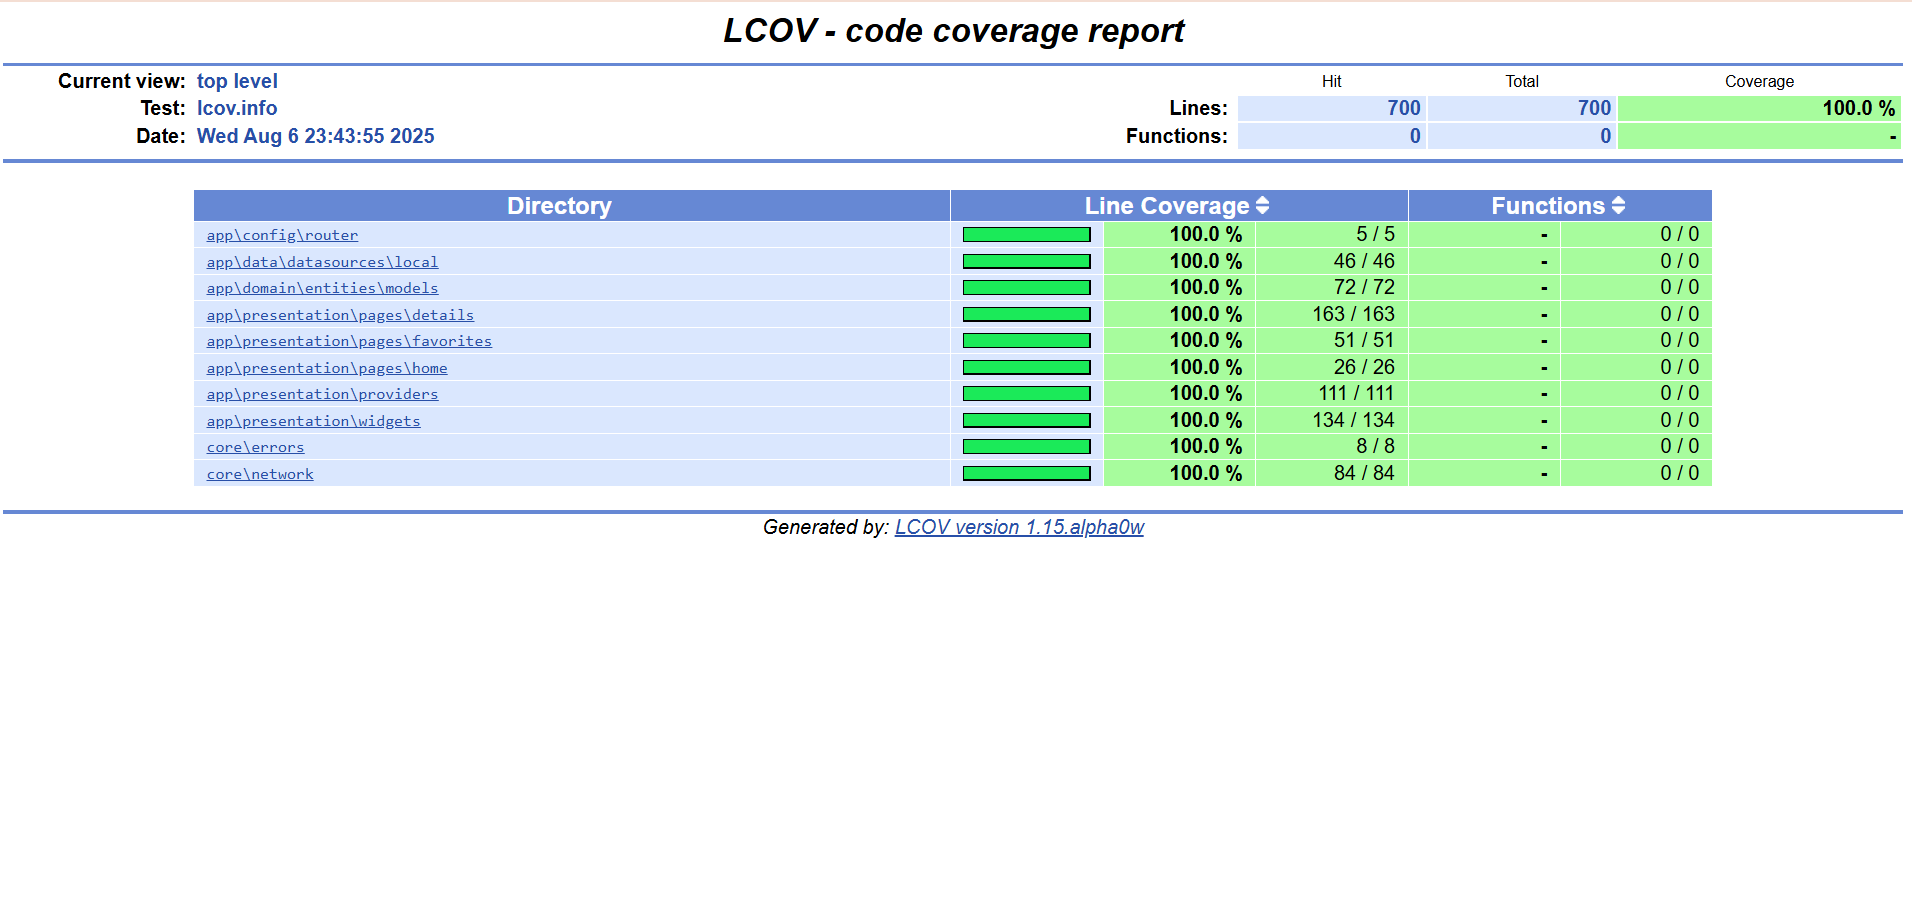 LCOV - code coverage report
Current view: top level Hit Total Coverage
Test: lcov.info Lines: 700 700 100.0 %
Date: Wed Aug 6 23:43:55 2025 Functions: 0 0 -
Directory Line Coverage Functions
app\config\router 100.0 % 5 / 5 - 0 / 0
app\data\datasources\local 100.0 % 46 / 46 - 0 / 0
app\domain\entities\models 100.0 % 72 / 72 - 0 / 0
app\presentation\pages\details 100.0 % 163 / 163 - 0 / 0
app\presentation\pages\favorites 100.0 % 51 / 51 - 0 / 0
app\presentation\pages\home 100.0 % 26 / 26 - 0 / 0
app\presentation\providers 100.0 % 111 / 111 - 0 / 0
app\presentation\widgets 100.0 % 134 / 134 - 0 / 0
core\errors 100.0 % 8 / 8 - 0 / 0
core\network 100.0 % 84 / 84 - 0 / 0
Generated by: LCOV version 1.15.alpha0w